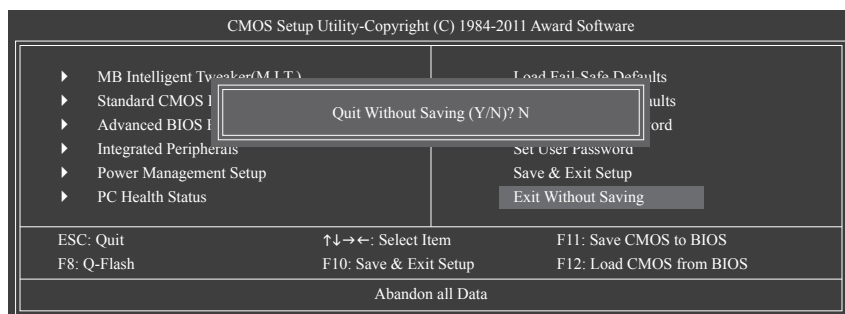 CMOS Setup Utility-Copyright (C) 1984-2011 Award Software
MB Intelligent Tweaker(M.I.T.)
Standard CMOS
Advanced BIOS
Integrated Peripherals
Power Management Setup
PC Health Status
Load Fail-Safe Defaults
Set User Password
Save & Exit Setup
Exit Without Saving
Quit Without Saving (Y/N)? N
ESC: Quit ↑↓→←: Select Item F11: Save CMOS to BIOS
F8: Q-Flash F10: Save & Exit Setup F12: Load CMOS from BIOS
Abandon all Data